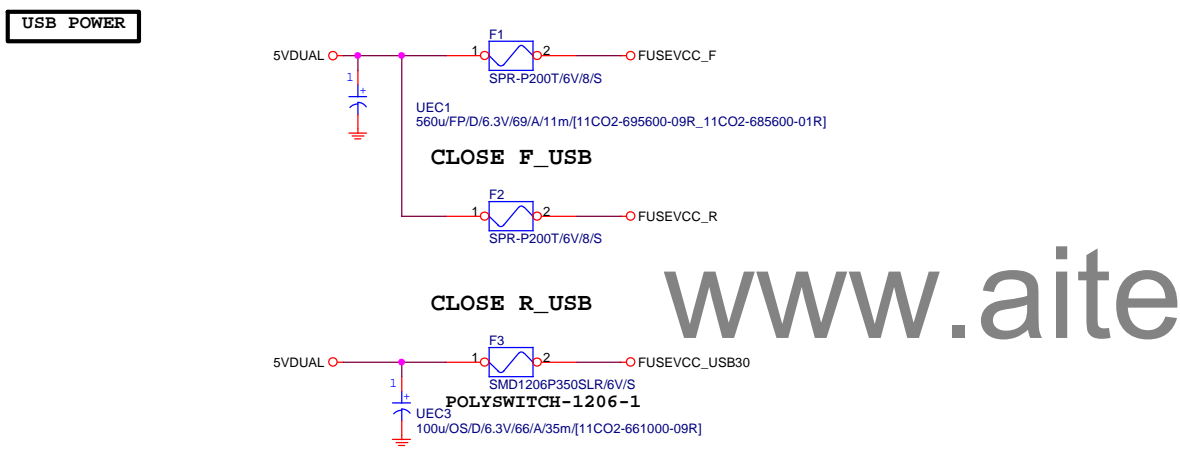 USB POWER
F1
5VDUAL 1 2 FUSEVCC_F
SPR-P200T/6V/8/S
1
+
UEC1
560u/FP/D/6.3V/69/A/11m/[11CO2-695600-09R_11CO2-685600-01R]
CLOSE F_USB
F2
1 2 FUSEVCC_R
SPR-P200T/6V/8/S
www.aite
CLOSE R_USB
F3
5VDUAL 1 2 FUSEVCC_USB30
SMD1206P350SLR/6V/S
1
+
POLYSWITCH-1206-1
UEC3
100u/OS/D/6.3V/66/A/35m/[11CO2-661000-09R]